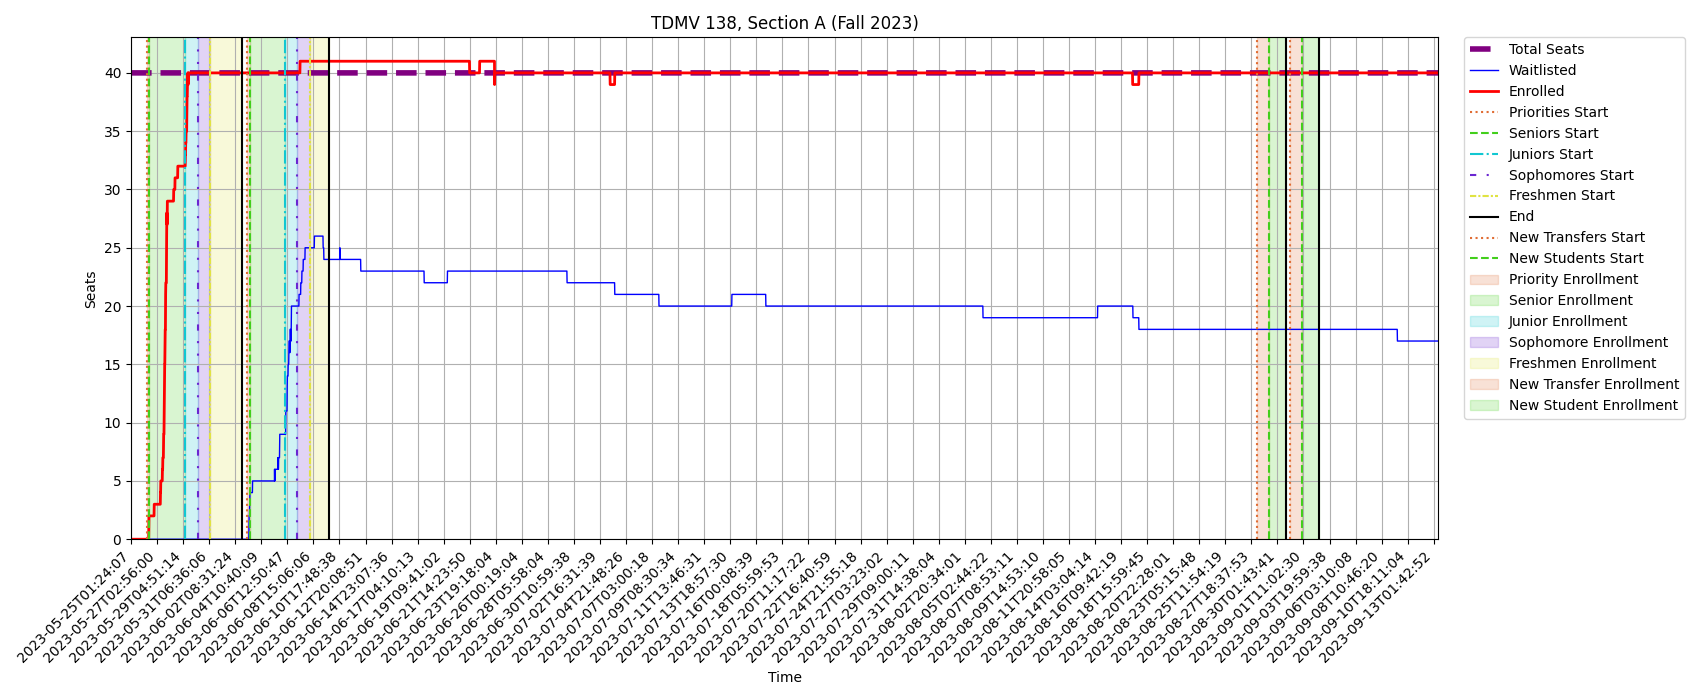 TDMV 138, Section A (Fall 2023)
Seats
40
35
30
25
20
15
10
5
0
2023-05-25T01:24:07
2023-05-27T02:56:00
2023-05-29T04:51:14
2023-05-31T06:36:06
2023-06-02T08:31:24
2023-06-04T10:40:09
2023-06-06T12:50:47
2023-06-08T15:06:06
2023-06-10T17:48:38
2023-06-12T20:08:51
2023-06-14T23:07:36
2023-06-17T04:10:13
2023-06-19T09:41:02
2023-06-21T14:23:50
2023-06-23T19:18:04
2023-06-26T00:19:04
2023-06-28T05:58:04
2023-06-30T10:59:38
2023-07-02T16:31:39
2023-07-04T21:48:26
2023-07-07T03:00:18
2023-07-09T08:30:34
2023-07-11T13:46:31
2023-07-13T18:57:30
2023-07-16T00:08:39
2023-07-18T05:59:53
2023-07-20T11:17:22
2023-07-22T16:40:59
2023-07-24T21:55:18
2023-07-27T03:23:02
2023-07-29T09:00:11
2023-07-31T14:38:04
2023-08-02T20:34:01
2023-08-05T02:44:22
2023-08-07T08:53:11
2023-08-09T14:53:10
2023-08-11T20:58:05
2023-08-14T03:04:14
2023-08-16T09:42:19
2023-08-18T15:59:45
2023-08-20T22:28:01
2023-08-23T05:15:48
2023-08-25T11:54:19
2023-08-27T18:37:53
2023-08-30T01:43:41
2023-09-01T11:02:30
2023-09-03T19:59:38
2023-09-06T03:10:08
2023-09-08T10:46:20
2023-09-10T18:11:04
2023-09-13T01:42:52
Time
Total Seats
Waitlisted
Enrolled
Priorities Start
Seniors Start
Juniors Start
Sophomores Start
Freshmen Start
End
New Transfers Start
New Students Start
Priority Enrollment
Senior Enrollment
Junior Enrollment
Sophomore Enrollment
Freshmen Enrollment
New Transfer Enrollment
New Student Enrollment